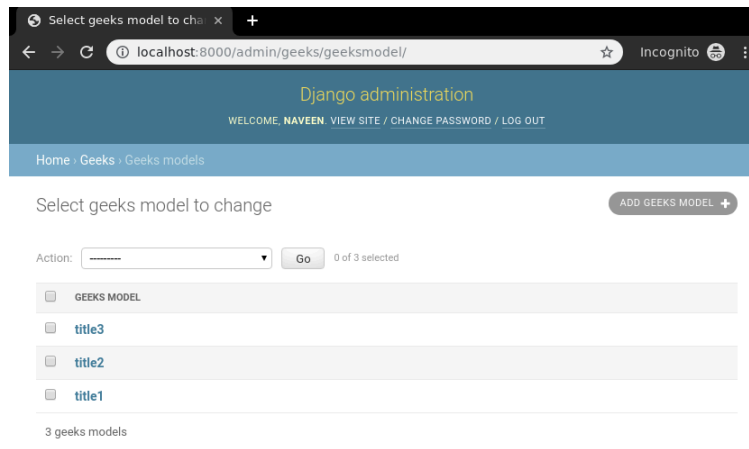 Select geeks model to cha
localhost:8000/admin/geeks/geeksmodel/
Incognito
Django administration
WELCOME, NAVEEN. VIEW SITE / CHANGE PASSWORD / LOG OUT
Home › Geeks › Geeks models
Select geeks model to change
ADD GEEKS MODEL +
Action: --------- Go 0 of 3 selected
GEEKS MODEL
title3
title2
title1
3 geeks models